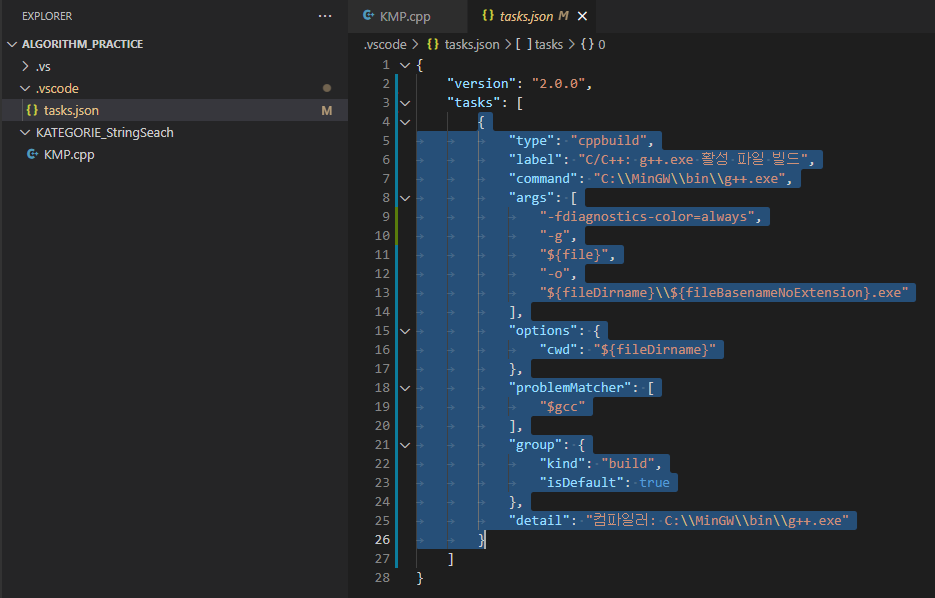 EXPLORER ...
ALGORITHM_PRACTICE
.vs
.vscode
tasks.json M
KATEGORIE_StringSeach
KMP.cpp
KMP.cpp {} tasks.json M
.vscode > {} tasks.json > [ ] tasks > {} 0
1 {
2 "version": "2.0.0",
3 "tasks": [
4 {
5 "type": "cppbuild",
6 "label": "C/C++: g++.exe 활성 파일 빌드",
7 "command": "C:\\MinGW\\bin\\g++.exe",
8 "args": [
9 "-fdiagnostics-color=always",
10 "-g",
11 "${file}",
12 "-o",
13 "${fileDirname}\\${fileBasenameNoExtension}.exe"
14 ],
15 "options": {
16 "cwd": "${fileDirname}"
17 },
18 "problemMatcher": [
19 "$gcc"
20 ],
21 "group": {
22 "kind": "build",
23 "isDefault": true
24 },
25 "detail": "컴파일러: C:\\MinGW\\bin\\g++.exe"
26 }
27 ]
28 }